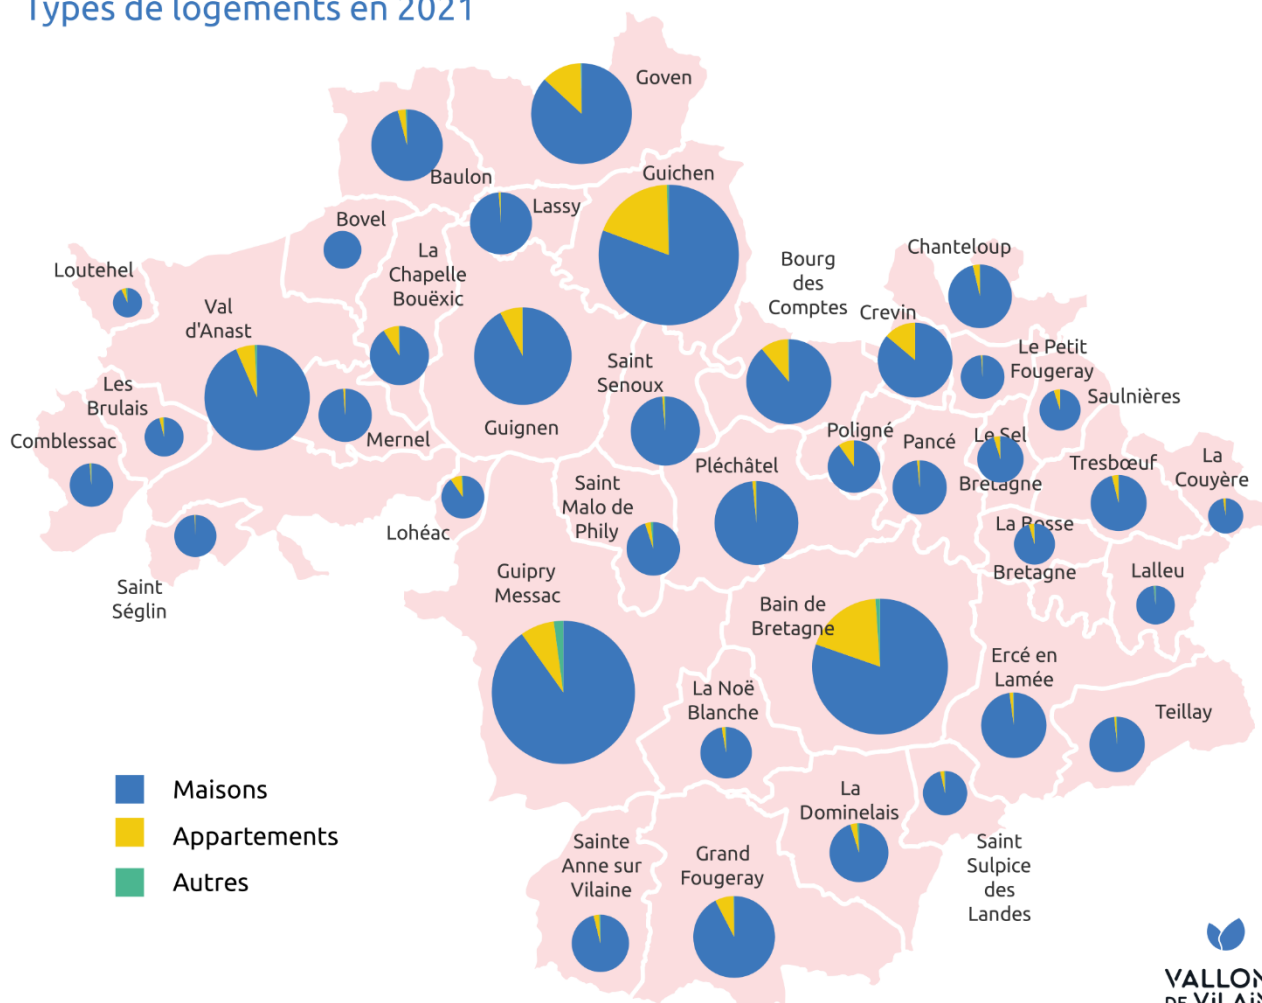 Types de logements en 2021
Goven
Guichen
Baulon
Lassy
Bovel
La
Chapelle
Bouëxic
Loutehel
Val
d'Anast
Bourg
des
Comptes
Chanteloup
Crevin
Le Petit
Fougeray
Saint
Senoux
Saulnières
Les
Brulais
Comblessac
Mernel
Guignen
Poligné
Pancé
Le Sel
Bretagne
Tresbœuf
La
Couyère
Pléchâtel
Saint
Malo de
Phily
Lohéac
La Bosse
Bretagne
Lalleu
Saint
Séglin
Guipry
Messac
Bain de
Bretagne
Ercé en
Lamée
La Noë
Blanche
Teillay
Maisons
Appartements
Autres
La
Dominelais
Sainte
Anne sur
Vilaine
Grand
Fougeray
Saint
Sulpice
des
Landes
VALLON
DE ViLAiN